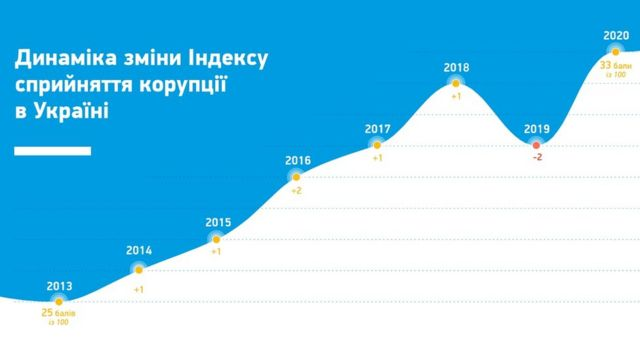 Динаміка зміни Індексу
сприйняття корупції
в Україні
2013
25 балів
із 100
2014
+1
2015
+1
2016
+2
2017
+1
2018
+1
2019
-2
2020
33 бали
із 100